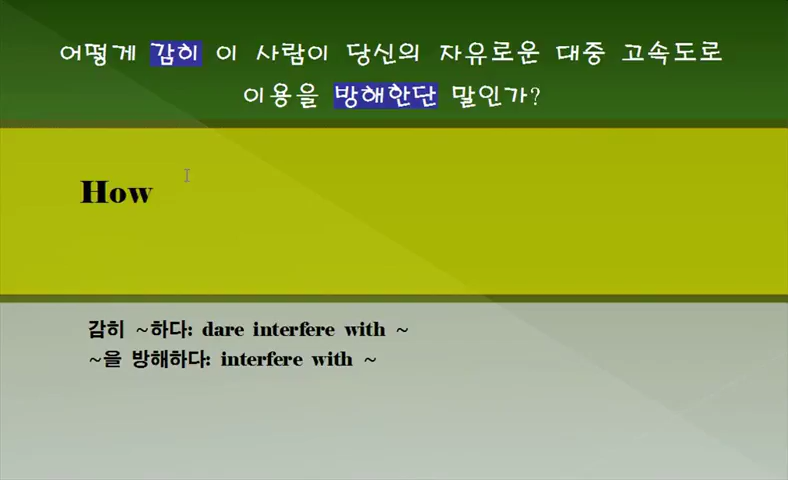 어떻게 감히 이 사람이 당신의 자유로운 대중 고속도로
이용을 방해한단 말인가?
How
감히 ~하다: dare interfere with ~
~을 방해하다: interfere with ~